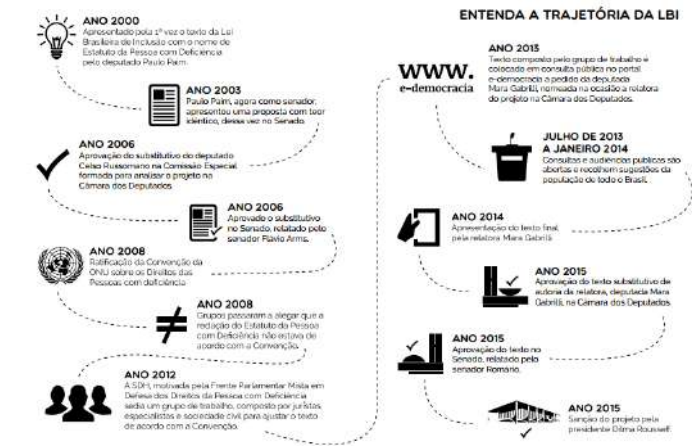 ENTENDA A TRAJETÓRIA DA LBI
ANO 2000
Apresentado pela 1ª vez o texto da Lei
Brasileira de Inclusão com o nome de
Estatuto da Pessoa com Deficiência
pelo deputado Paulo Paim.
ANO 2003
Paulo Paim, agora como senador,
apresentou uma proposta com teor
idêntico, dessa vez no Senado.
ANO 2006
Aprovação do substitutivo do deputado
Celso Russomano na Comissão Especial
formada para analisar o projeto na
Câmara dos Deputados
ANO 2006
Aprovado o substitutivo
no Senado, relatado pelo
senador Flávio Arns.
ANO 2008
Ratificação da Convenção da
ONU sobre os Direitos das
Pessoas com deficiência
ANO 2008
Grupos passaram a alegar que a
redação do Estatuto da Pessoa
com Deficiência não estava de
acordo com a Convenção.
ANO 2012
A SDH, motivada pela Frente Parlamentar Mista em
Defesa dos Direitos da Pessoa com Deficiência
sedia um grupo de trabalho, composto por juristas,
especialistas e sociedade civil para ajustar o texto
de acordo com a Convenção.
www.
e-democracia
ANO 2013
Texto composto pelo grupo de trabalho é
colocado em consulta pública no portal
e-democracia a pedido da deputada
Mara Gabrilli, nomeada na ocasião a relatora
do projeto na Câmara dos Deputados.
JULHO DE 2013
A JANEIRO 2014
Consultas e audiências públicas são
abertas e recolhem sugestões da
população de todo o Brasil.
ANO 2014
Apresentação do texto final
pela relatora Mara Gabrilli.
ANO 2015
Aprovação do texto substitutivo de
autoria da relatora, deputada Mara
Gabrilli, na Câmara dos Deputados
ANO 2015
Aprovação do texto no
Senado, relatado pelo
senador Romário.
ANO 2015
Sanção do projeto pela
presidente Dilma Rousseff.